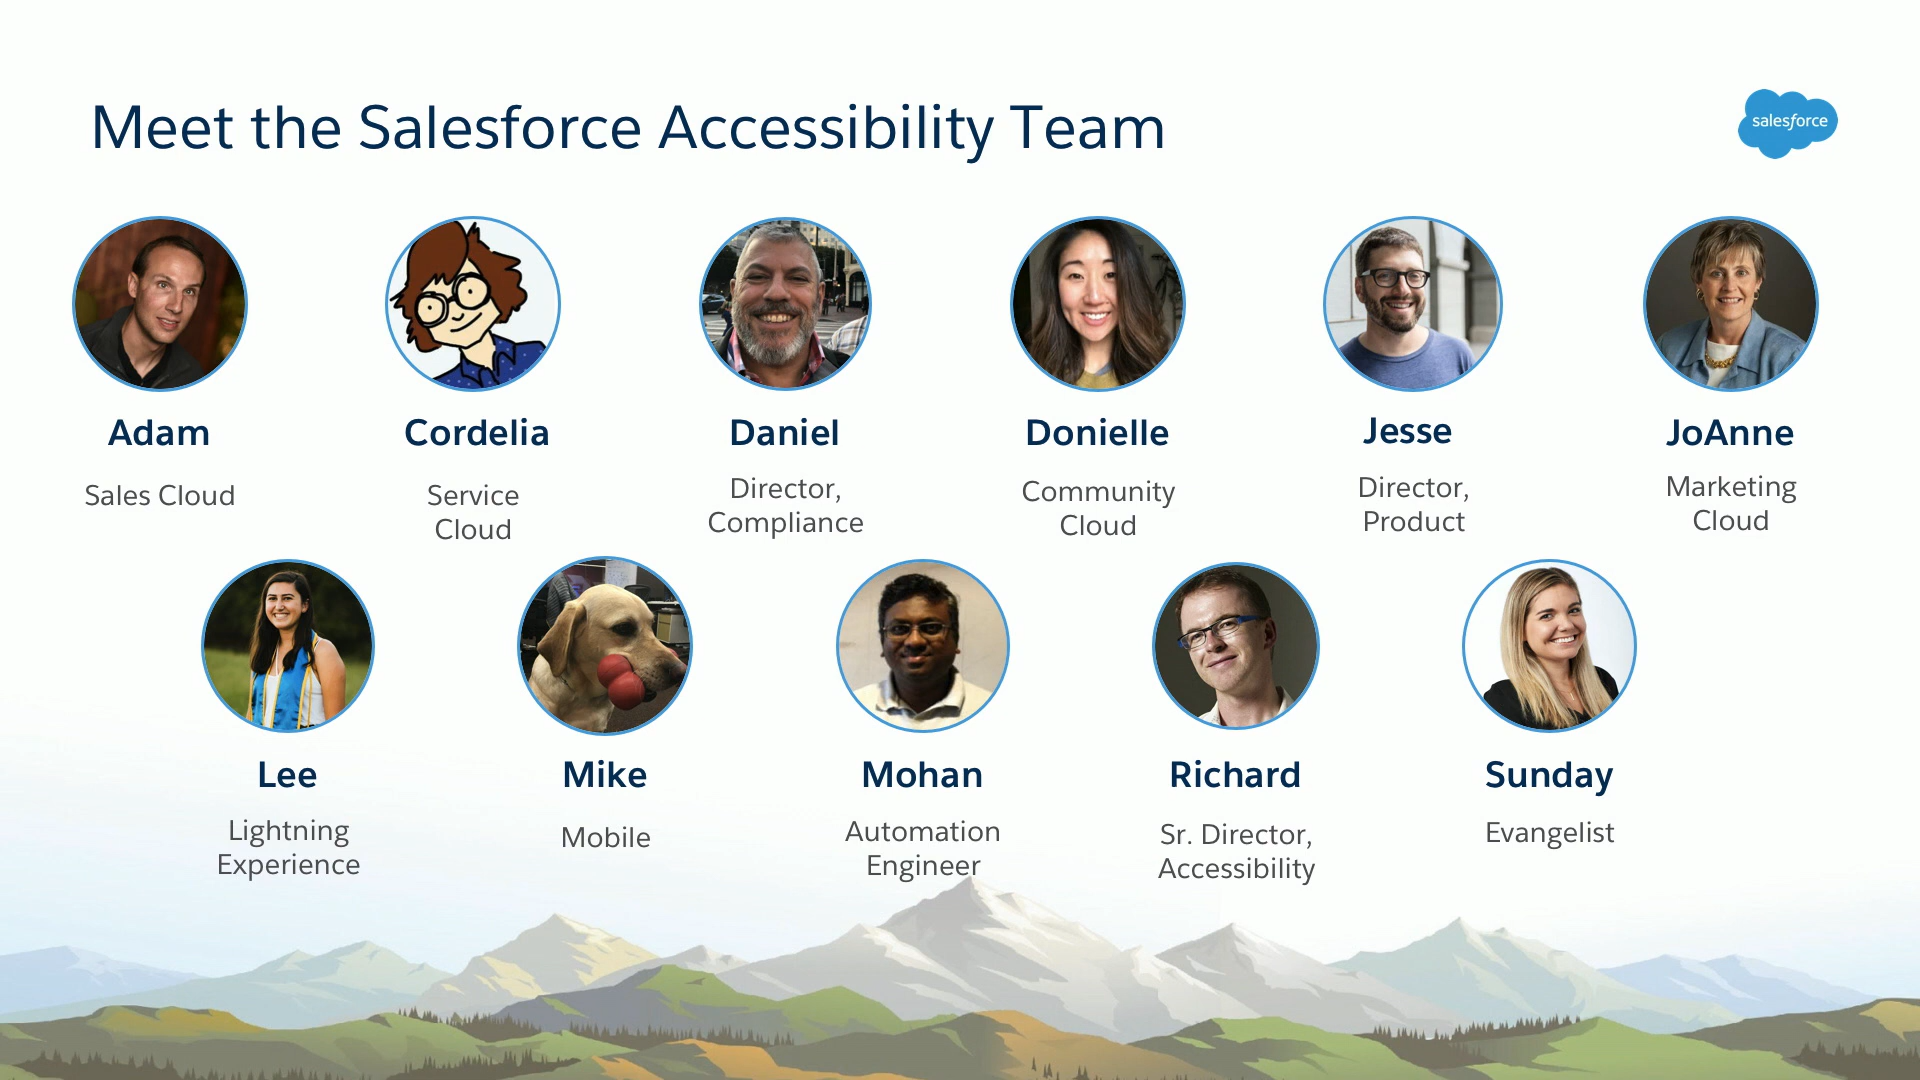 Meet the Salesforce Accessibility Team
salesforce
Adam
Sales Cloud
Cordelia
Service
Cloud
Daniel
Director,
Compliance
Donielle
Community
Cloud
Jesse
Director,
Product
JoAnne
Marketing
Cloud
Lee
Lightning
Experience
Mike
Mobile
Mohan
Automation
Engineer
Richard
Sr. Director,
Accessibility
Sunday
Evangelist